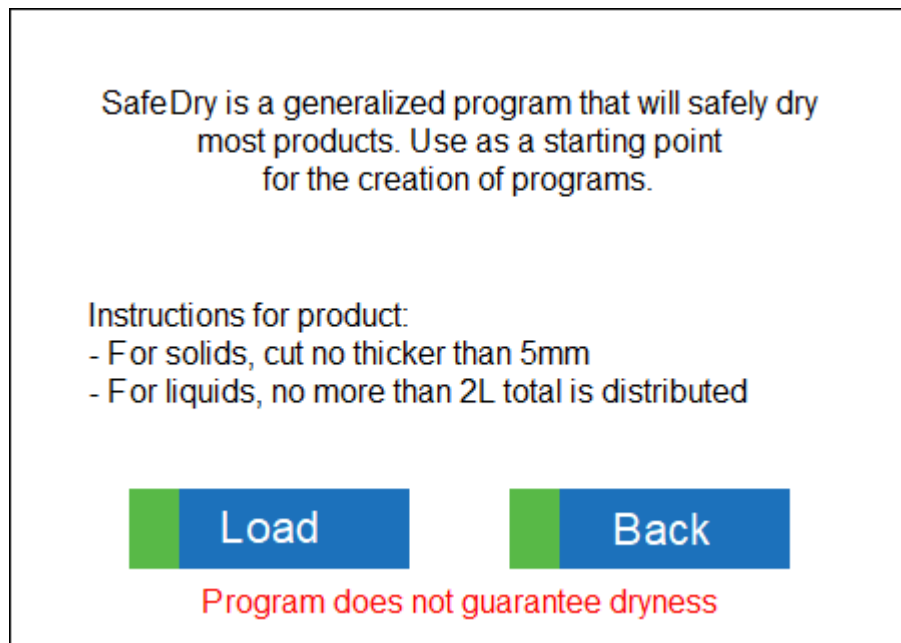 SafeDry is a generalized program that will safely dry
most products. Use as a starting point
for the creation of programs.
Instructions for product:
- For solids, cut no thicker than 5mm
- For liquids, no more than 2L total is distributed
Load
Back
Program does not guarantee dryness